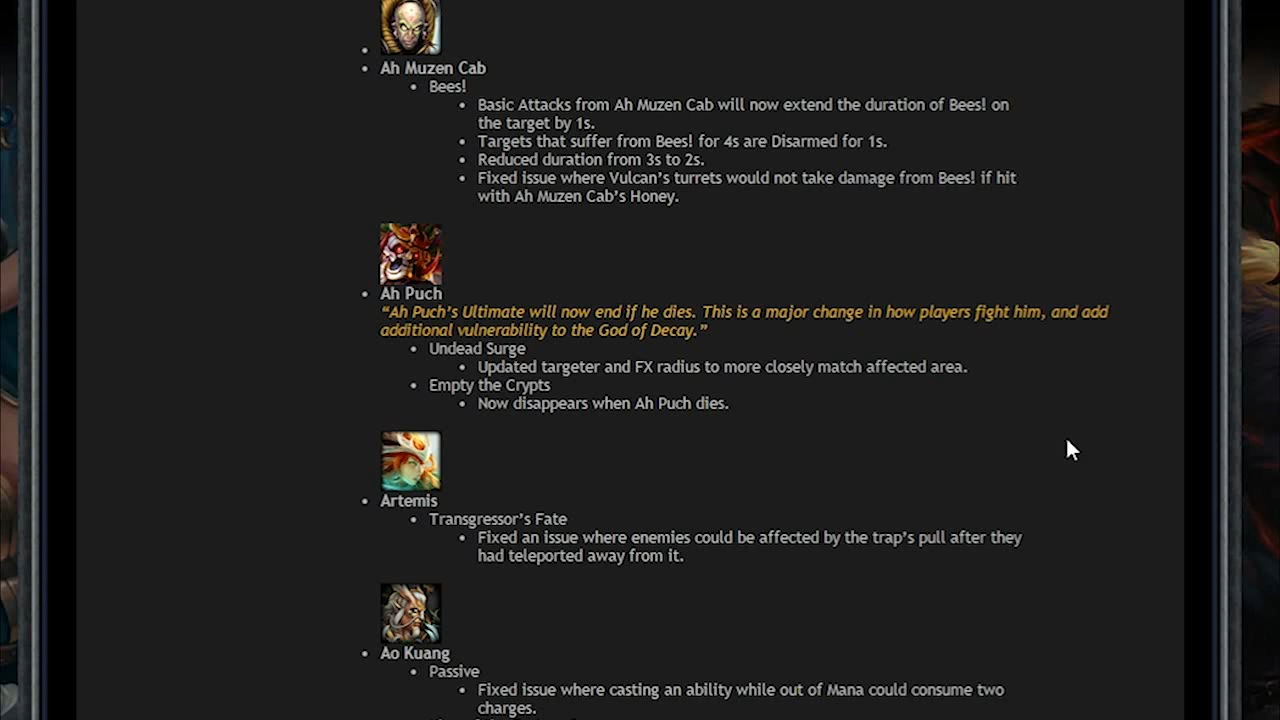 Ah Muzen Cab
Bees!
Basic Attacks from Ah Muzen Cab will now extend the duration of Bees! on
the target by 1s.
Targets that suffer from Bees! for 4s are Disarmed for 1s.
Reduced duration from 3s to 2s.
Fixed issue where Vulcan's turrets would not take damage from Bees! if hit
with Ah Muzen Cab's Honey.
Ah Puch
“Ah Puch's Ultimate will now end if he dies. This is a major change in how players fight him, and add
additional vulnerability to the God of Decay.”
Undead Surge
Updated targeter and FX radius to more closely match affected area.
Empty the Crypts
Now disappears when Ah Puch dies.
Artemis
Transgressor's Fate
Fixed an issue where enemies could be affected by the trap's pull after they
had teleported away from it.
Ao Kuang
Passive
Fixed issue where casting an ability while out of Mana could consume two
charges.